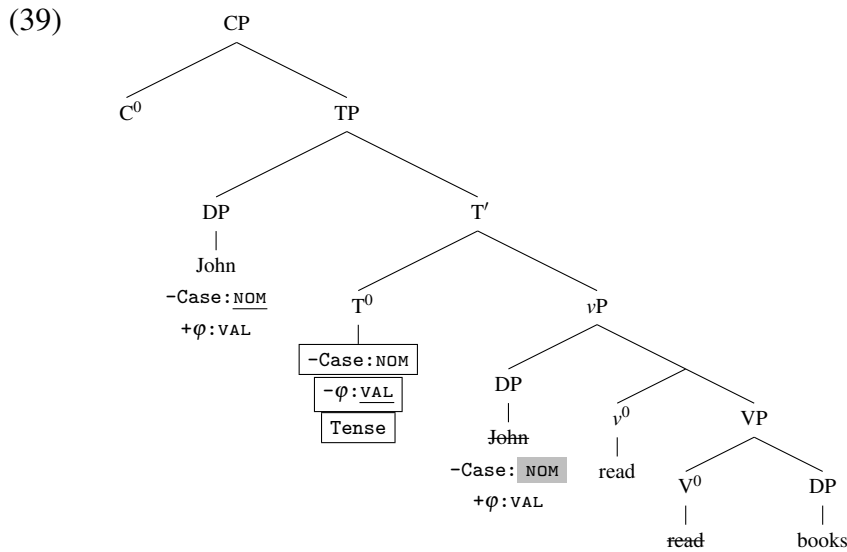 (39)
CP
C⁰ TP
DP T′
John T⁰ vP
-Case:NOM
+φ:VAL
-Case:NOM
-φ:VAL
Tense
DP v⁰ VP
John read V⁰ DP
-Case: NOM
+φ:VAL
read books